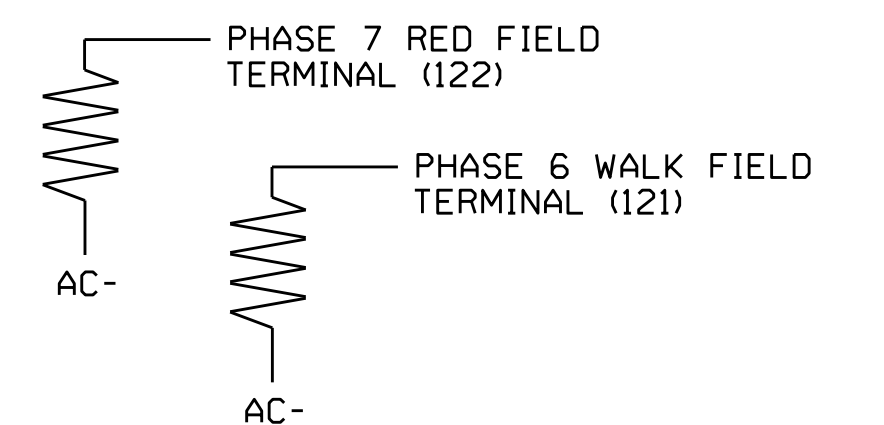 PHASE 7 RED FIELD
TERMINAL (122)
PHASE 6 WALK FIELD
TERMINAL (121)
AC-
AC-